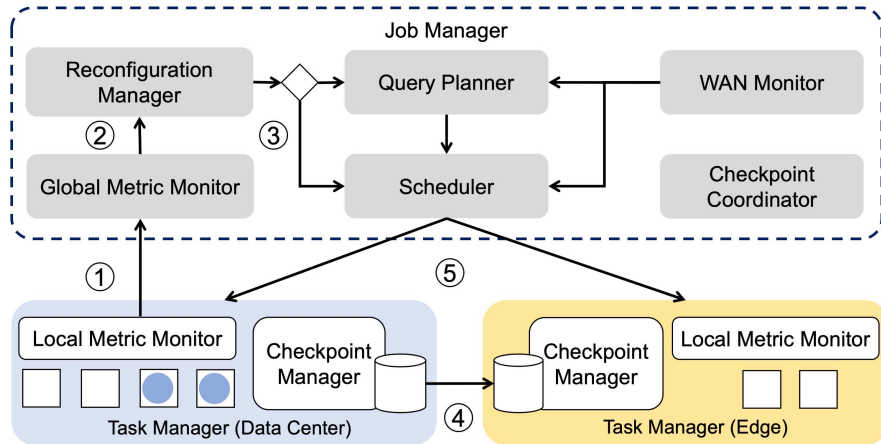 Job Manager
Reconfiguration
Manager
Query Planner
WAN Monitor
②
③
Global Metric Monitor
Scheduler
Checkpoint
Coordinator
①
⑤
Local Metric Monitor
Checkpoint
Manager
Task Manager (Data Center)
④
Checkpoint
Manager
Local Metric Monitor
Task Manager (Edge)